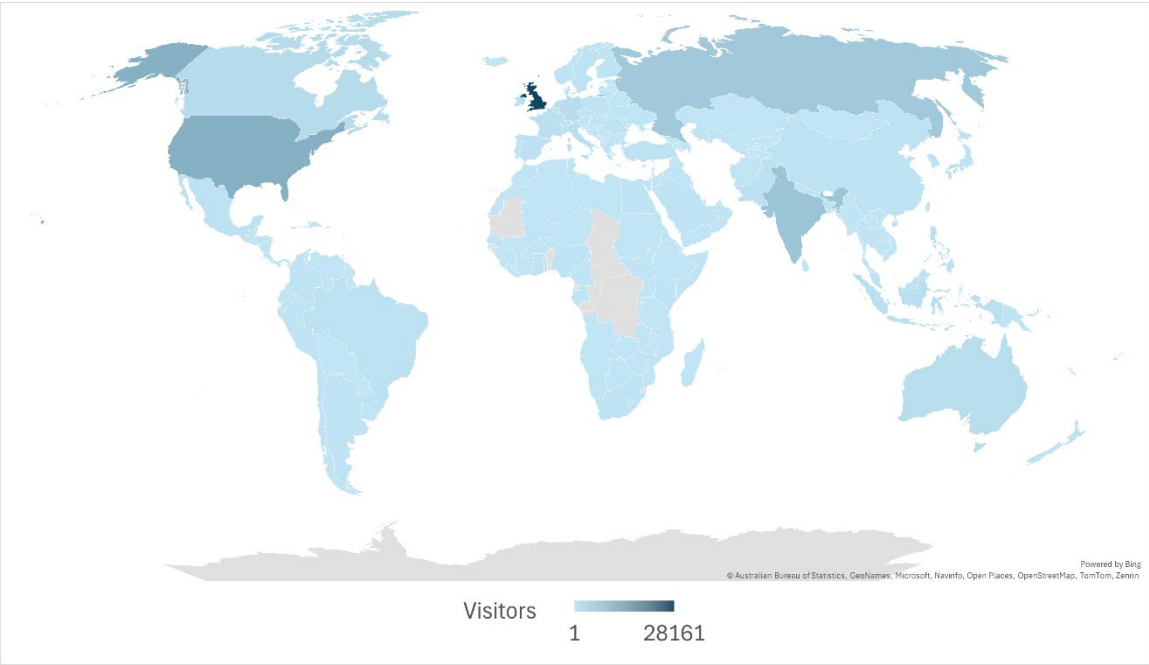 Powered by Bing
© Australian Bureau of Statistics, GeoNames, Microsoft, Navinfo, Open Places, OpenStreetMap, TomTom, Zenrin
Visitors
1 28161